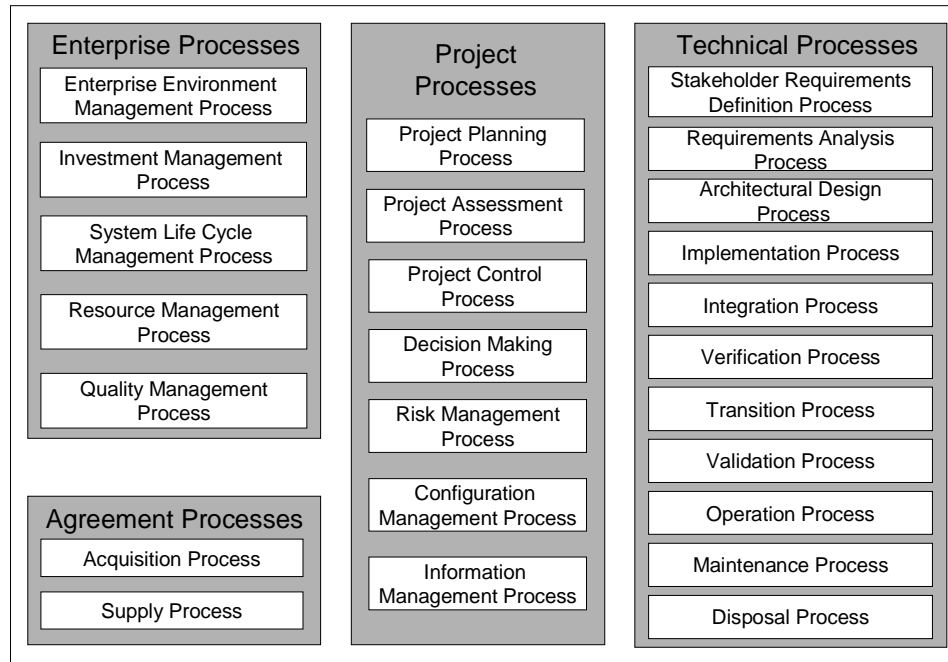 Enterprise Processes
Enterprise Environment
Management Process
Investment Management
Process
System Life Cycle
Management Process
Resource Management
Process
Quality Management
Process
Agreement Processes
Acquisition Process
Supply Process
Project
Processes
Project Planning
Process
Project Assessment
Process
Project Control
Process
Decision Making
Process
Risk Management
Process
Configuration
Management Process
Information
Management Process
Technical Processes
Stakeholder Requirements
Definition Process
Requirements Analysis
Process
Architectural Design
Process
Implementation Process
Integration Process
Verification Process
Transition Process
Validation Process
Operation Process
Maintenance Process
Disposal Process